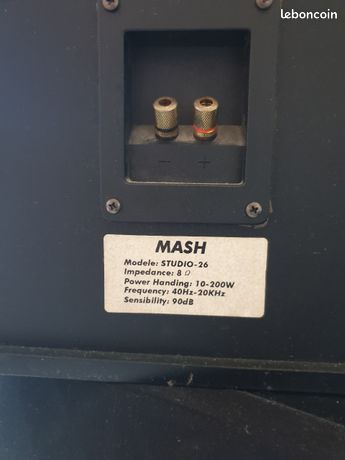 leboncoin
- +
MASH
Modele: STUDIO-26
Impedance: 8 Ω
Power Handing: 10-200W
Frequency: 40Hz-20KHz
Sensibility: 90dB